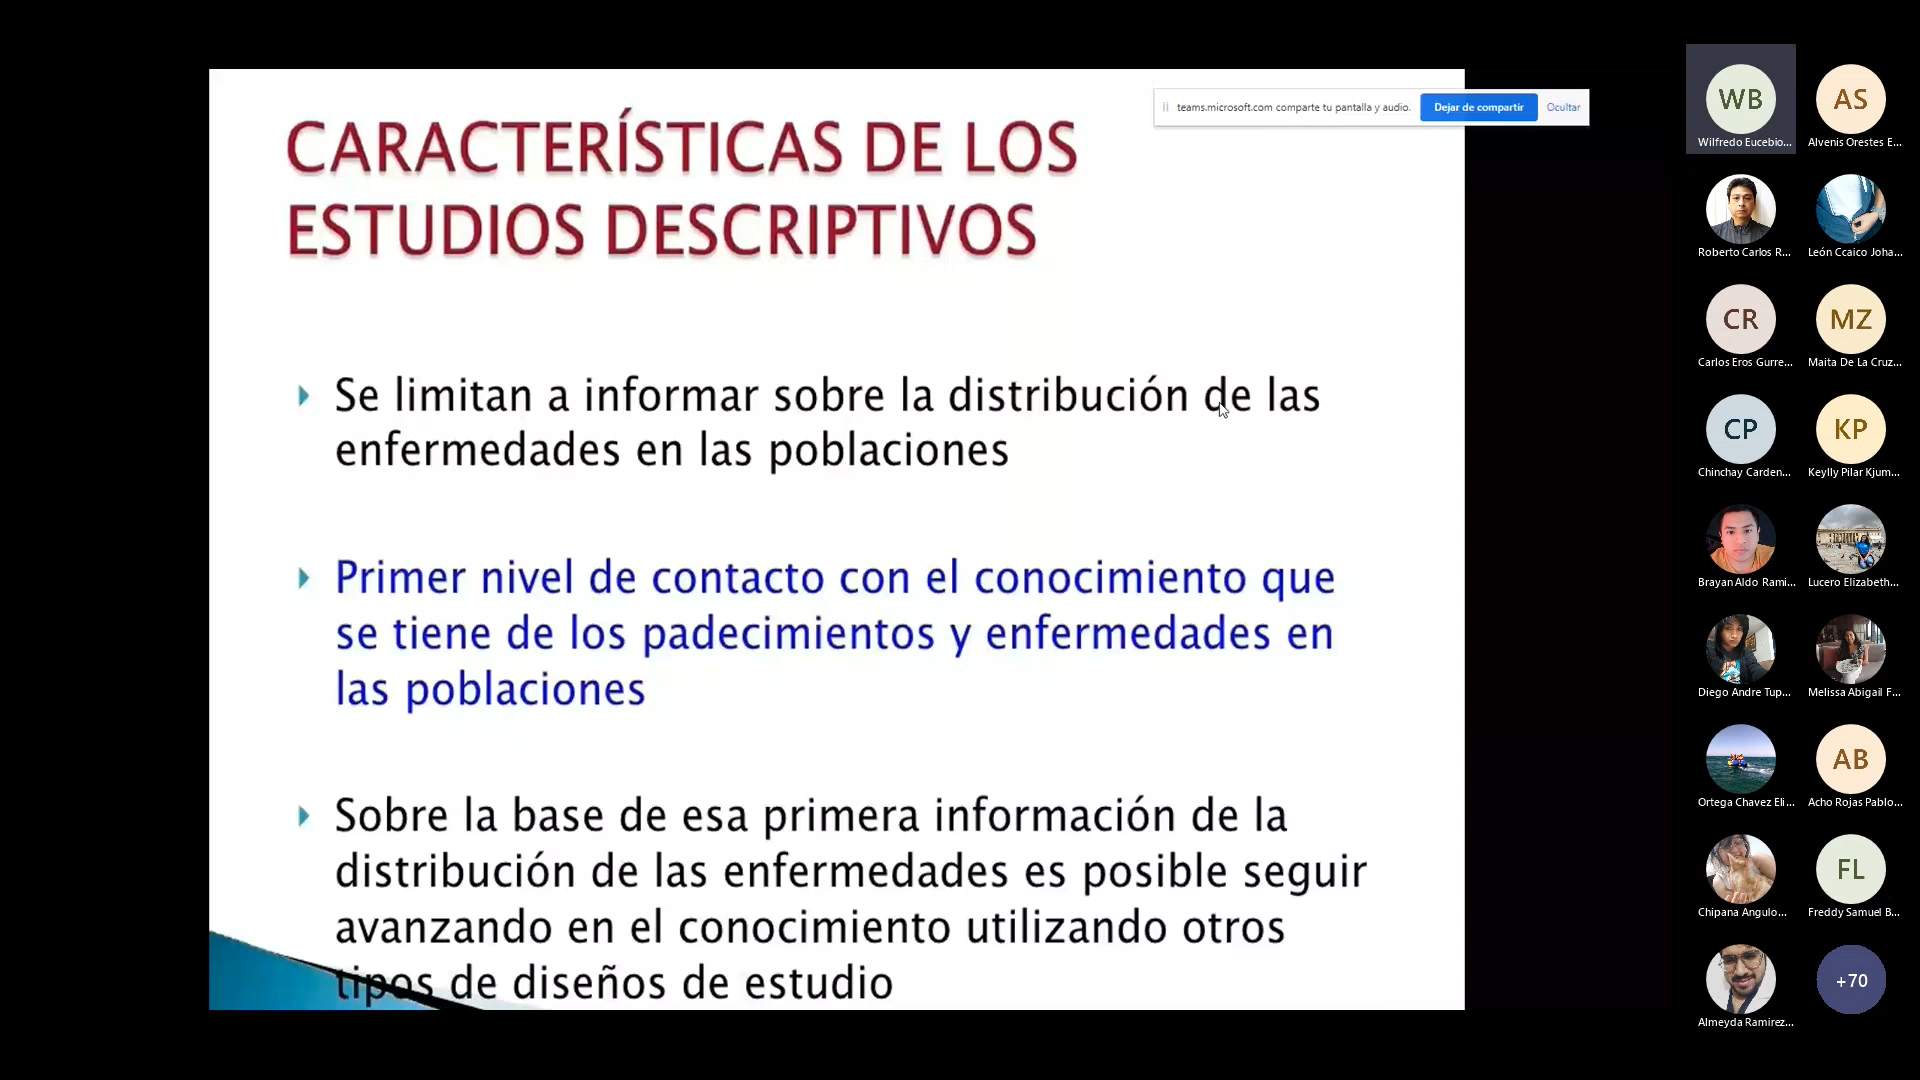 CARACTERÍSTICAS DE LOS
ESTUDIOS DESCRIPTIVOS
Se limitan a informar sobre la distribución de las
enfermedades en las poblaciones
Primer nivel de contacto con el conocimiento que
se tiene de los padecimientos y enfermedades en
las poblaciones
Sobre la base de esa primera información de la
distribución de las enfermedades es posible seguir
avanzando en el conocimiento utilizando otros
tipos de diseños de estudio
teams.microsoft.com comparte tu pantalla y audio.
Dejar de compartir
Ocultar
WB
AS
Wilfredo Eucebio...
Alvenis Orestes E...
Roberto Carlos R...
León Ccaico Joha...
CR
MZ
Carlos Eros Gurre...
Maita De La Cruz...
CP
KP
Chinchay Carden...
Keylly Pilar Kjum...
Brayan Aldo Rami...
Lucero Elizabeth...
Diego Andre Tup...
Melissa Abigail F...
AB
Ortega Chavez Eli...
Acho Rojas Pablo...
FL
Chipana Angulo...
Freddy Samuel B...
+70
Almeyda Ramirez...